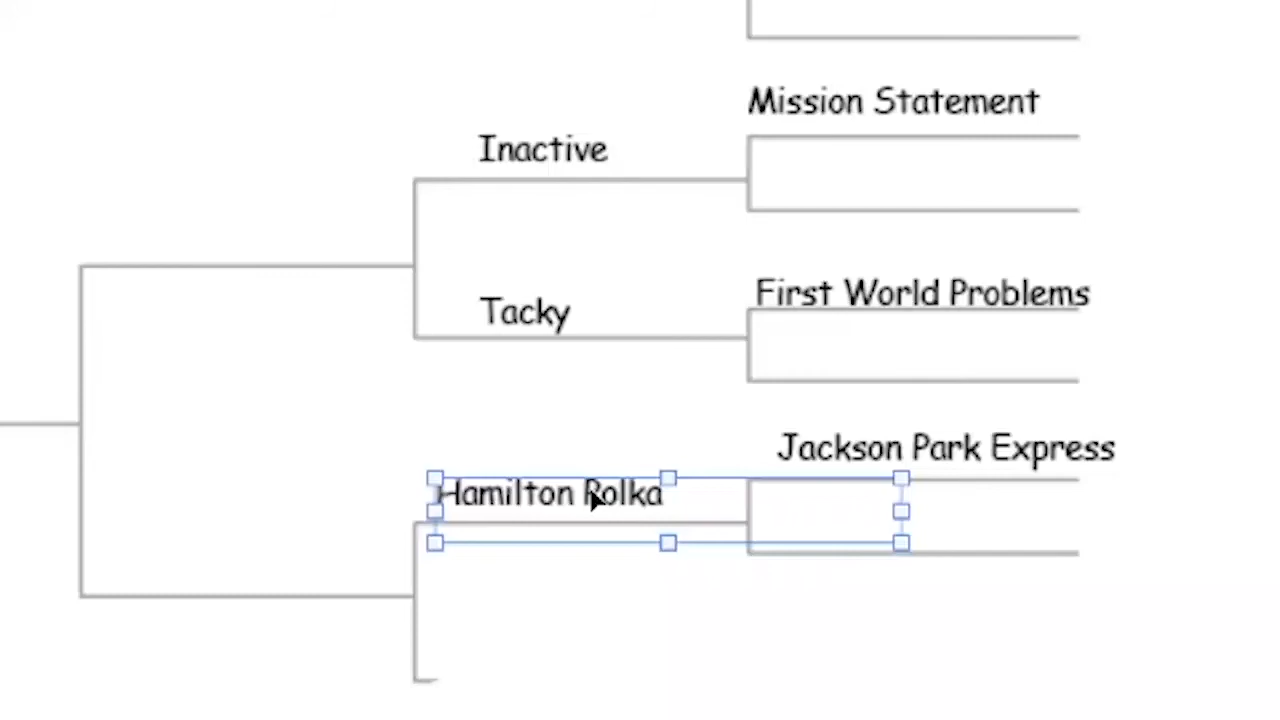 Mission Statement
Inactive
First World Problems
Tacky
Jackson Park Express
Hamilton Polka